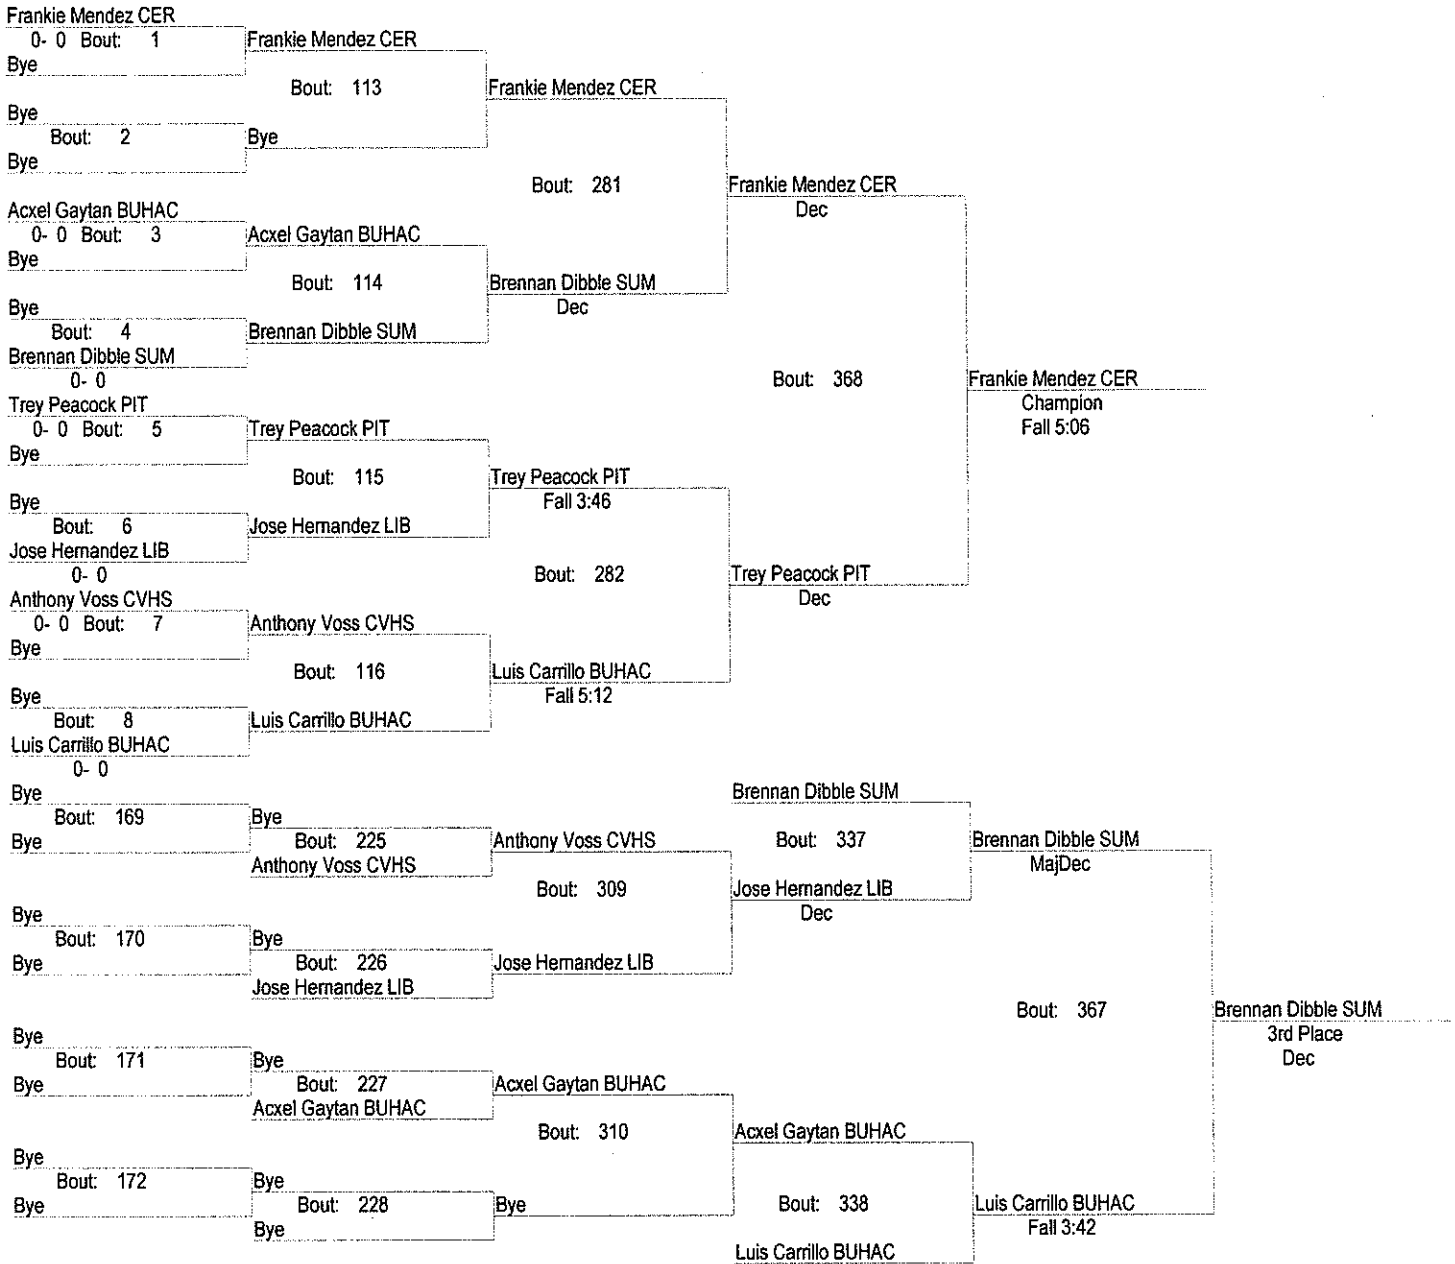 Frankie Mendez CER
0- 0 Bout: 1
Frankie Mendez CER
Bye
Bout: 113
Frankie Mendez CER
Bye
Bout: 2
Bye
Bye
Bout: 281
Frankie Mendez CER
Dec
Acxel Gaytan BUHAC
0- 0 Bout: 3
Acxel Gaytan BUHAC
Bye
Bout: 114
Brennan Dibble SUM
Dec
Bye
Bout: 4
Brennan Dibble SUM
Brennan Dibble SUM
0- 0
Bout: 368
Frankie Mendez CER
Champion
Fall 5:06
Trey Peacock PIT
0- 0 Bout: 5
Trey Peacock PIT
Bye
Bout: 115
Trey Peacock PIT
Fall 3:46
Bye
Bout: 6
Jose Hernandez LIB
Jose Hernandez LIB
0- 0
Bout: 282
Trey Peacock PIT
Dec
Anthony Voss CVHS
0- 0 Bout: 7
Anthony Voss CVHS
Bye
Bout: 116
Luis Carrillo BUHAC
Fall 5:12
Bye
Bout: 8
Luis Carrillo BUHAC
Luis Carrillo BUHAC
0- 0
Bye
Brennan Dibble SUM
Bout: 169
Bye
Bye
Bout: 225
Anthony Voss CVHS
Bout: 337
Brennan Dibble SUM
MajDec
Anthony Voss CVHS
Bout: 309
Jose Hernandez LIB
Dec
Bye
Bout: 170
Bye
Bye
Bout: 226
Jose Hernandez LIB
Jose Hernandez LIB
Bout: 367
Brennan Dibble SUM
3rd Place
Dec
Bye
Bout: 171
Bye
Bye
Bout: 227
Acxel Gaytan BUHAC
Acxel Gaytan BUHAC
Bout: 310
Acxel Gaytan BUHAC
Bye
Bout: 172
Bye
Bye
Bout: 228
Bye
Bye
Bout: 338
Luis Carrillo BUHAC
Fall 3:42
Luis Carrillo BUHAC